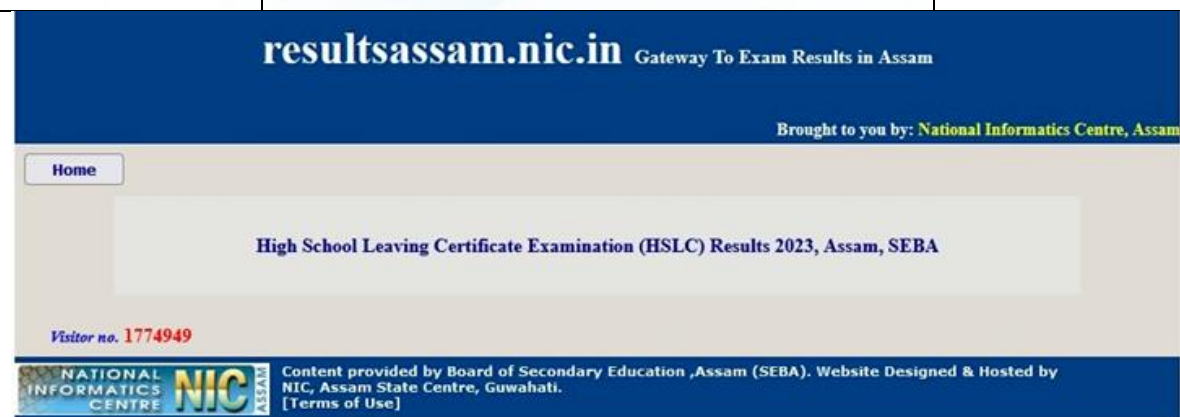 resultsassam.nic.in Gateway To Exam Results in Assam
Brought to you by: National Informatics Centre, Assam
Home
High School Leaving Certificate Examination (HSLC) Results 2023, Assam, SEBA
Visitor no. 1774949
NATIONAL
INFORMATICS
CENTRE
NIC
ASSAM
Content provided by Board of Secondary Education ,Assam (SEBA). Website Designed & Hosted by
NIC, Assam State Centre, Guwahati.
[Terms of Use]